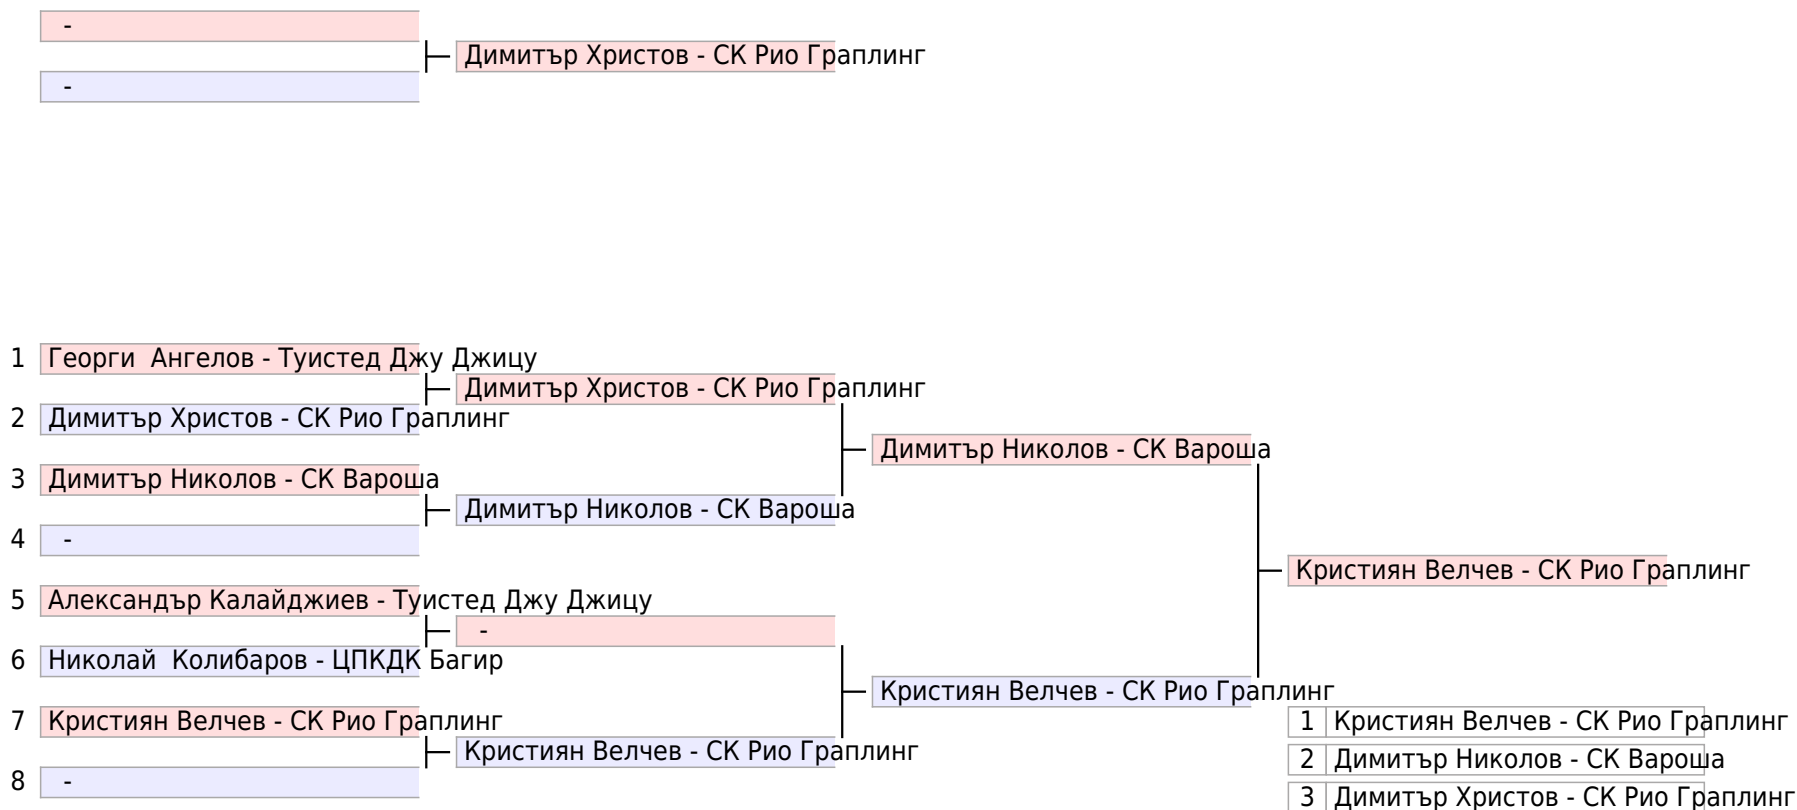 -
Димитър Христов - СК Рио Граплинг
-
1 Георги  Ангелов - Туистед Джу Джицу
Димитър Христов - СК Рио Граплинг
2 Димитър Христов - СК Рио Граплинг
Димитър Николов - СК Вароша
3 Димитър Николов - СК Вароша
Димитър Николов - СК Вароша
4 -
Кристиян Велчев - СК Рио Граплинг
5 Александър Калайджиев - Туистед Джу Джицу
-
6 Николай  Колибаров - ЦПКДК Багир
Кристиян Велчев - СК Рио Граплинг
7 Кристиян Велчев - СК Рио Граплинг
Кристиян Велчев - СК Рио Граплинг
8 -
1 Кристиян Велчев - СК Рио Граплинг
2 Димитър Николов - СК Вароша
3 Димитър Христов - СК Рио Граплинг